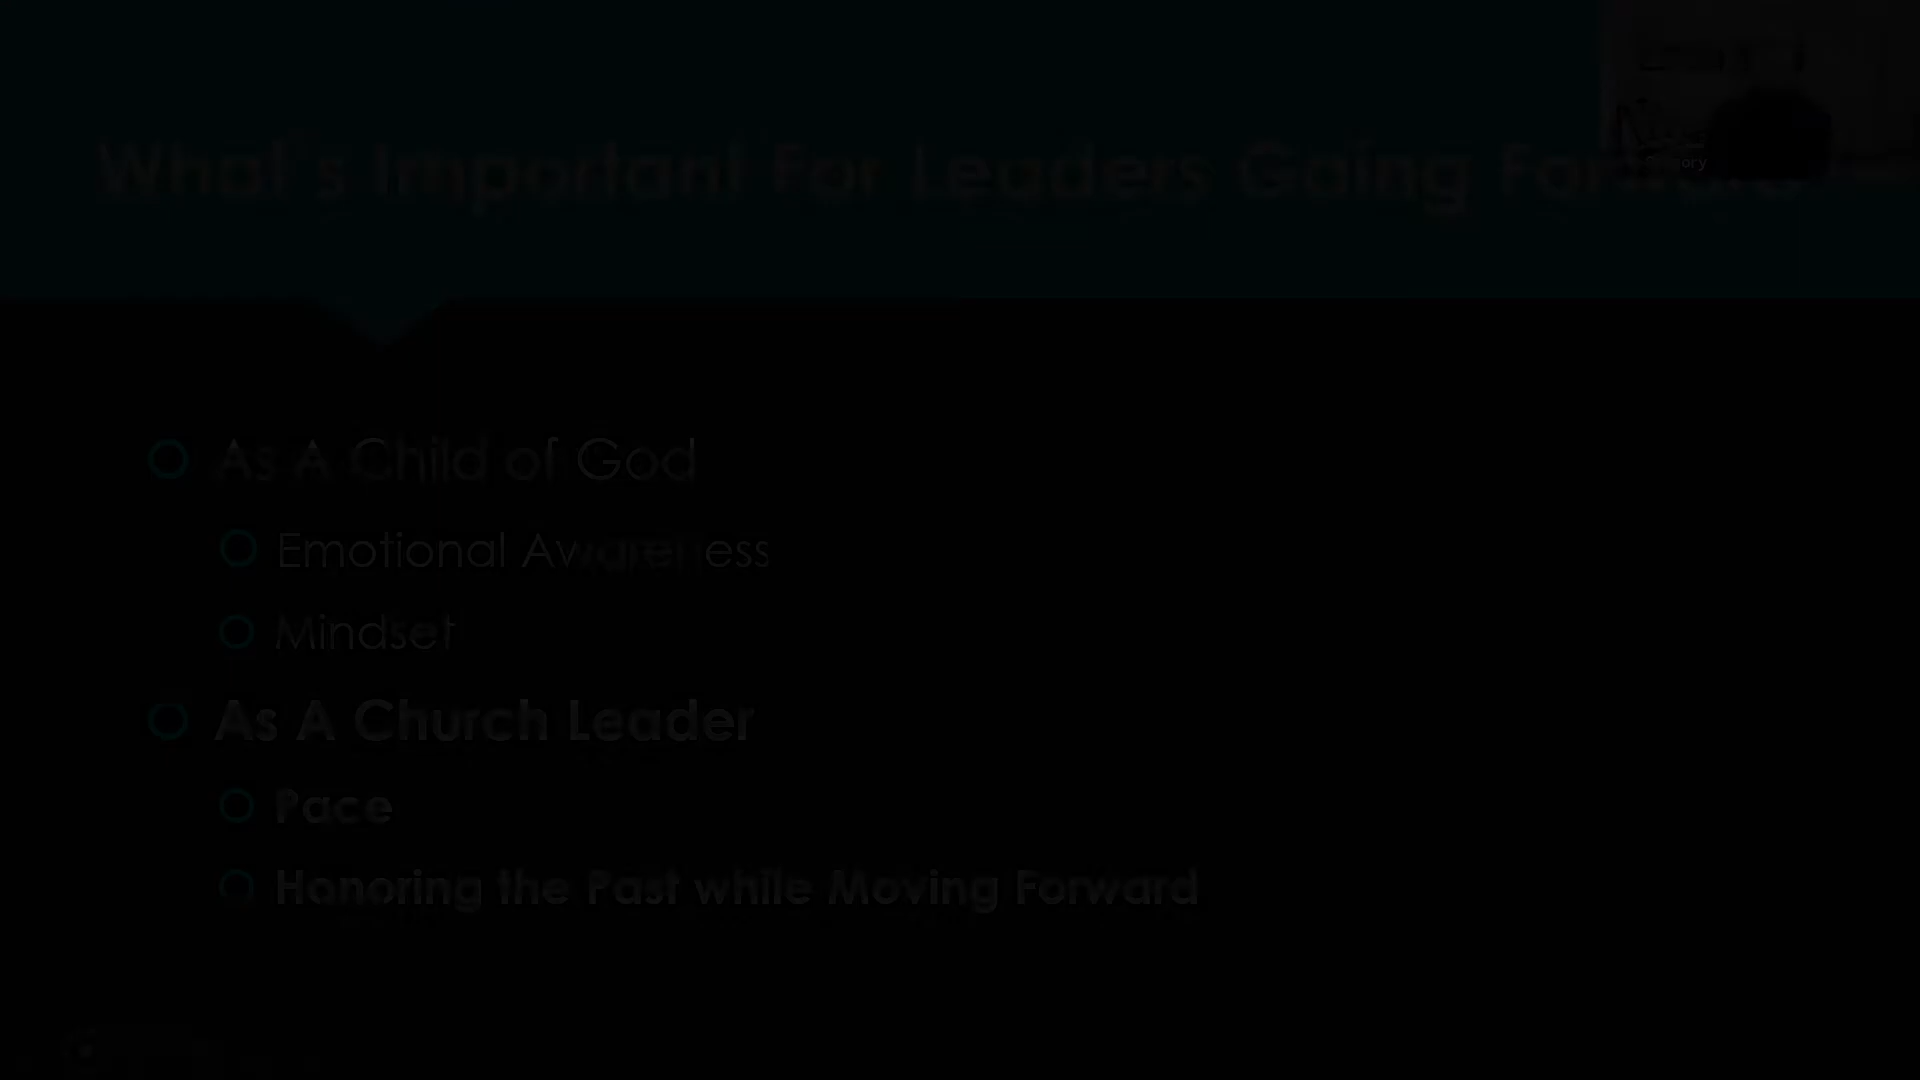 What's Important For Leaders Going Forward
As A Child of God
Emotional Awareness
Mindset
As A Church Leader
Pace
Honoring the Past while Moving Forward